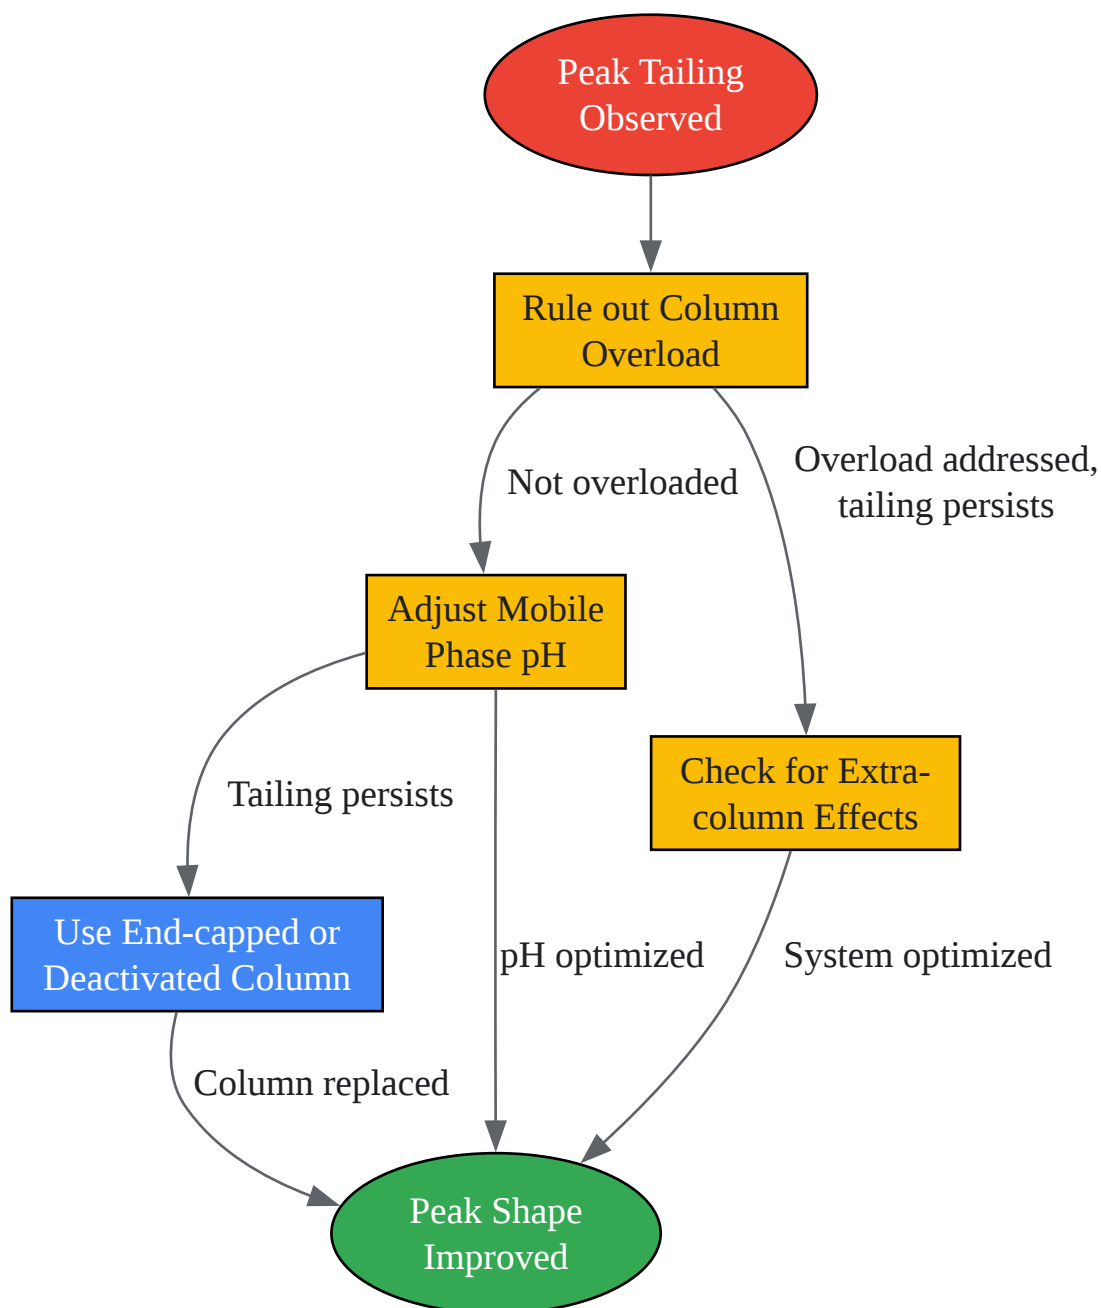 Peak Tailing
Observed
Rule out Column
Overload
Not overloaded
Overload addressed,
tailing persists
Adjust Mobile
Phase pH
Check for Extra-
column Effects
Tailing persists
Use End-capped or
Deactivated Column
pH optimized
System optimized
Column replaced
Peak Shape
Improved